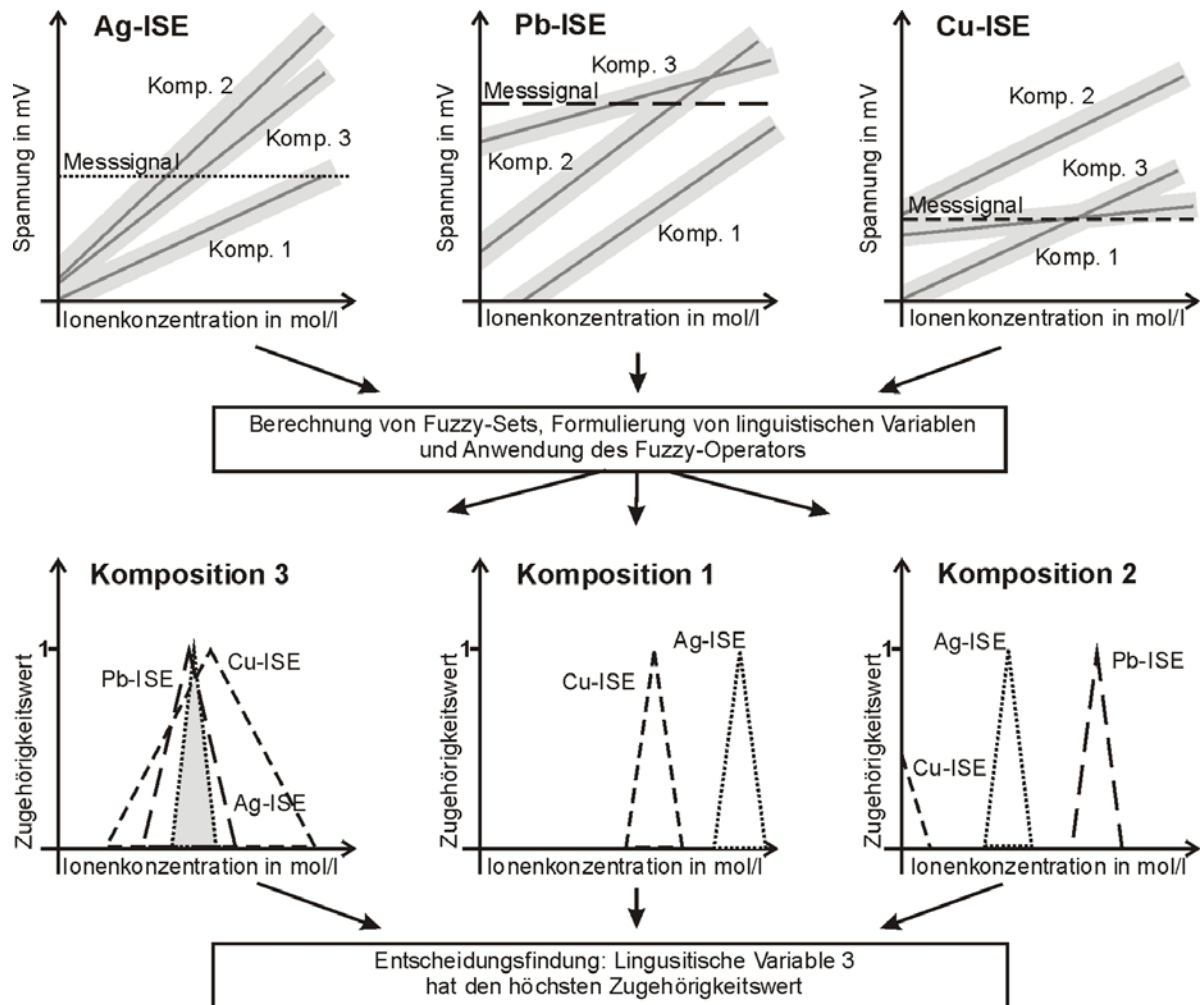 Ag-ISE
Spannung in mV
Komp. 2
Komp. 3
Messsignal
Komp. 1
Ionenkonzentration in mol/l
Pb-ISE
Spannung in mV
Komp. 3
Messsignal
Komp. 2
Komp. 1
Ionenkonzentration in mol/l
Cu-ISE
Spannung in mV
Komp. 2
Komp. 3
Messsignal
Komp. 1
Ionenkonzentration in mol/l
Berechnung von Fuzzy-Sets, Formulierung von linguistischen Variablen
und Anwendung des Fuzzy-Operators
Komposition 3
Zugehörigkeitswert
1
Cu-ISE
Pb-ISE
Ag-ISE
Ionenkonzentration in mol/l
Komposition 1
Zugehörigkeitswert
1
Ag-ISE
Cu-ISE
Ionenkonzentration in mol/l
Komposition 2
Zugehörigkeitswert
1
Ag-ISE
Pb-ISE
Cu-ISE
Ionenkonzentration in mol/l
Entscheidungsfindung: Lingusitische Variable 3
hat den höchsten Zugehörigkeitswert